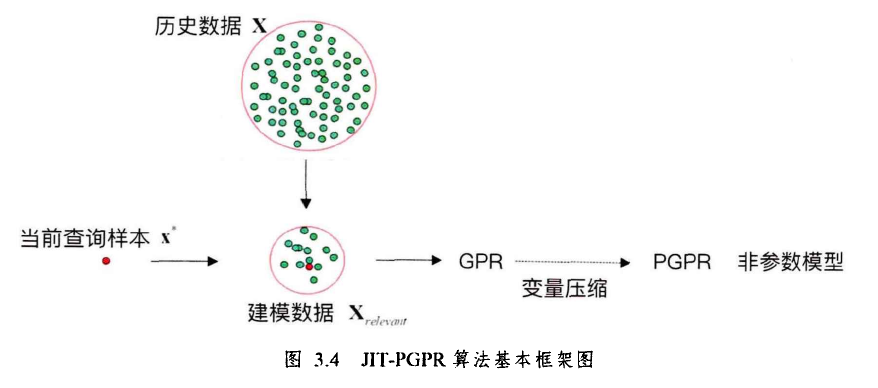 历史数据 X
当前查询样本 x*
GPR
变量压缩
PGPR 非参数模型
建模数据 X relevant
图 3.4 JIT-PGPR 算法基本框架图